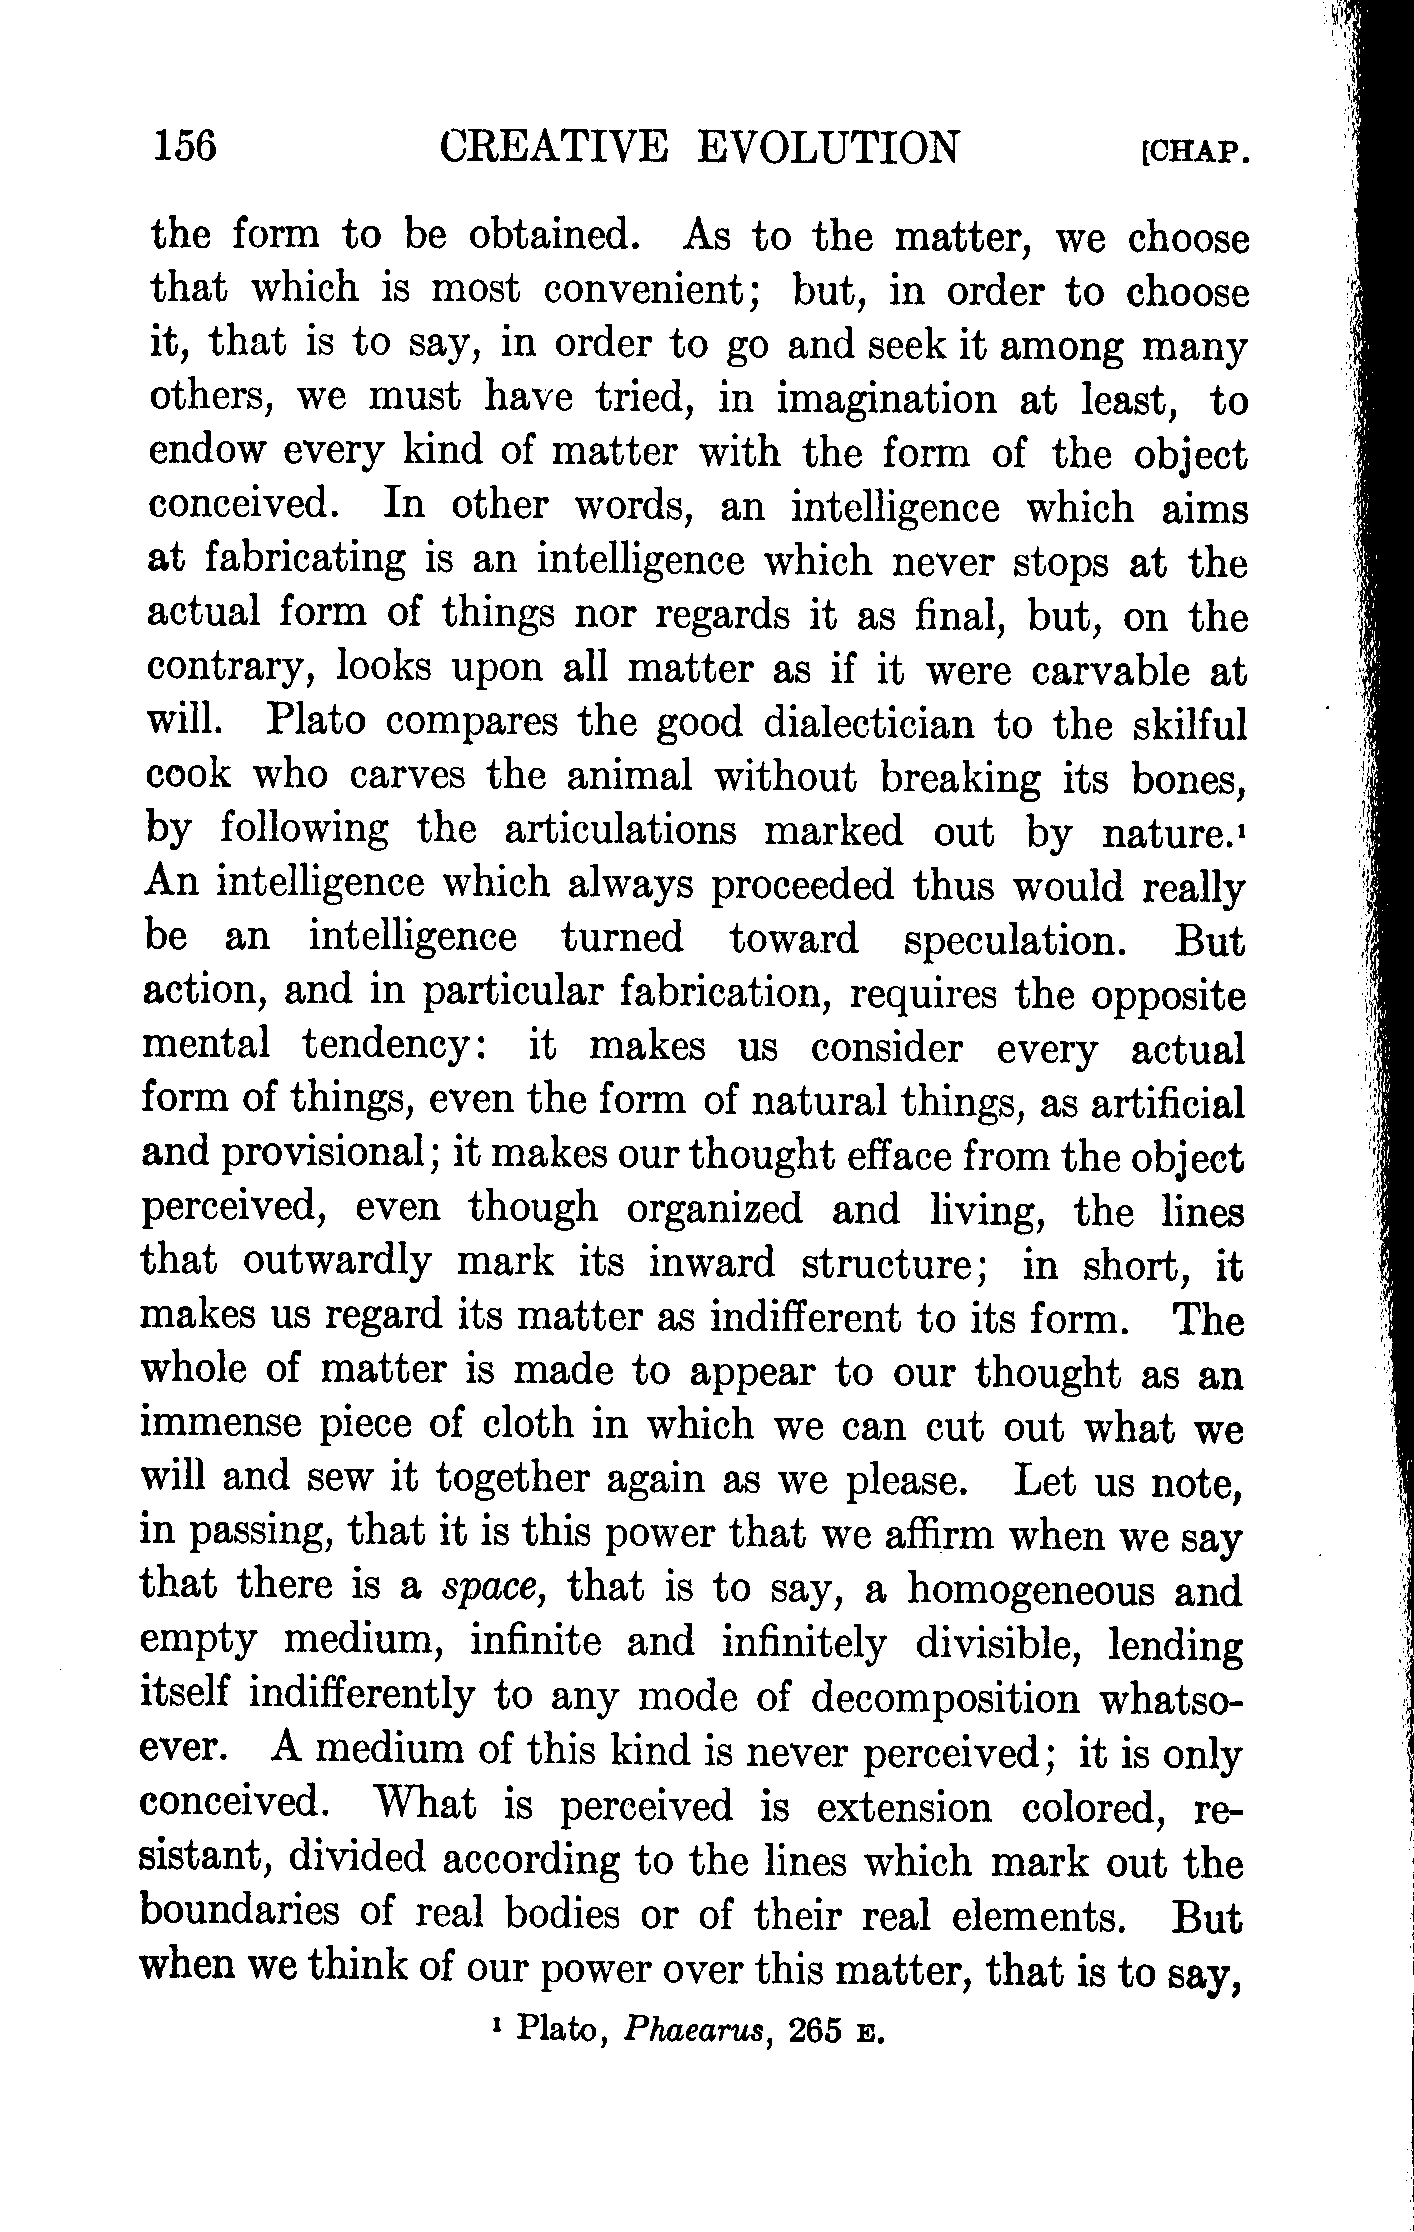 156 CREATIVE EVOLUTION [CHAP.
the form to be obtained. As to the matter, we choose
that which is most convenient; but, in order to choose
it, that is to say, in order to go and seek it among many
others, we must have tried, in imagination at least, to
endow every kind of matter with the form of the object
conceived. In other words, an intelligence which aims
at fabricating is an intelligence which never stops at the
actual form of things nor regards it as final, but, on the
contrary, looks upon all matter as if it were carvable at
will. Plato compares the good dialectician to the skilful
cook who carves the animal without breaking its bones,
by following the articulations marked out by nature.¹
An intelligence which always proceeded thus would really
be an intelligence turned toward speculation. But
action, and in particular fabrication, requires the opposite
mental tendency: it makes us consider every actual
form of things, even the form of natural things, as artificial
and provisional; it makes our thought efface from the object
perceived, even though organized and living, the lines
that outwardly mark its inward structure; in short, it
makes us regard its matter as indifferent to its form. The
whole of matter is made to appear to our thought as an
immense piece of cloth in which we can cut out what we
will and sew it together again as we please. Let us note,
in passing, that it is this power that we affirm when we say
that there is a space, that is to say, a homogeneous and
empty medium, infinite and infinitely divisible, lending
itself indifferently to any mode of decomposition whatso-
ever. A medium of this kind is never perceived; it is only
conceived. What is perceived is extension colored, re-
sistant, divided according to the lines which mark out the
boundaries of real bodies or of their real elements. But
when we think of our power over this matter, that is to say,
¹ Plato, Phaearus, 265 E.